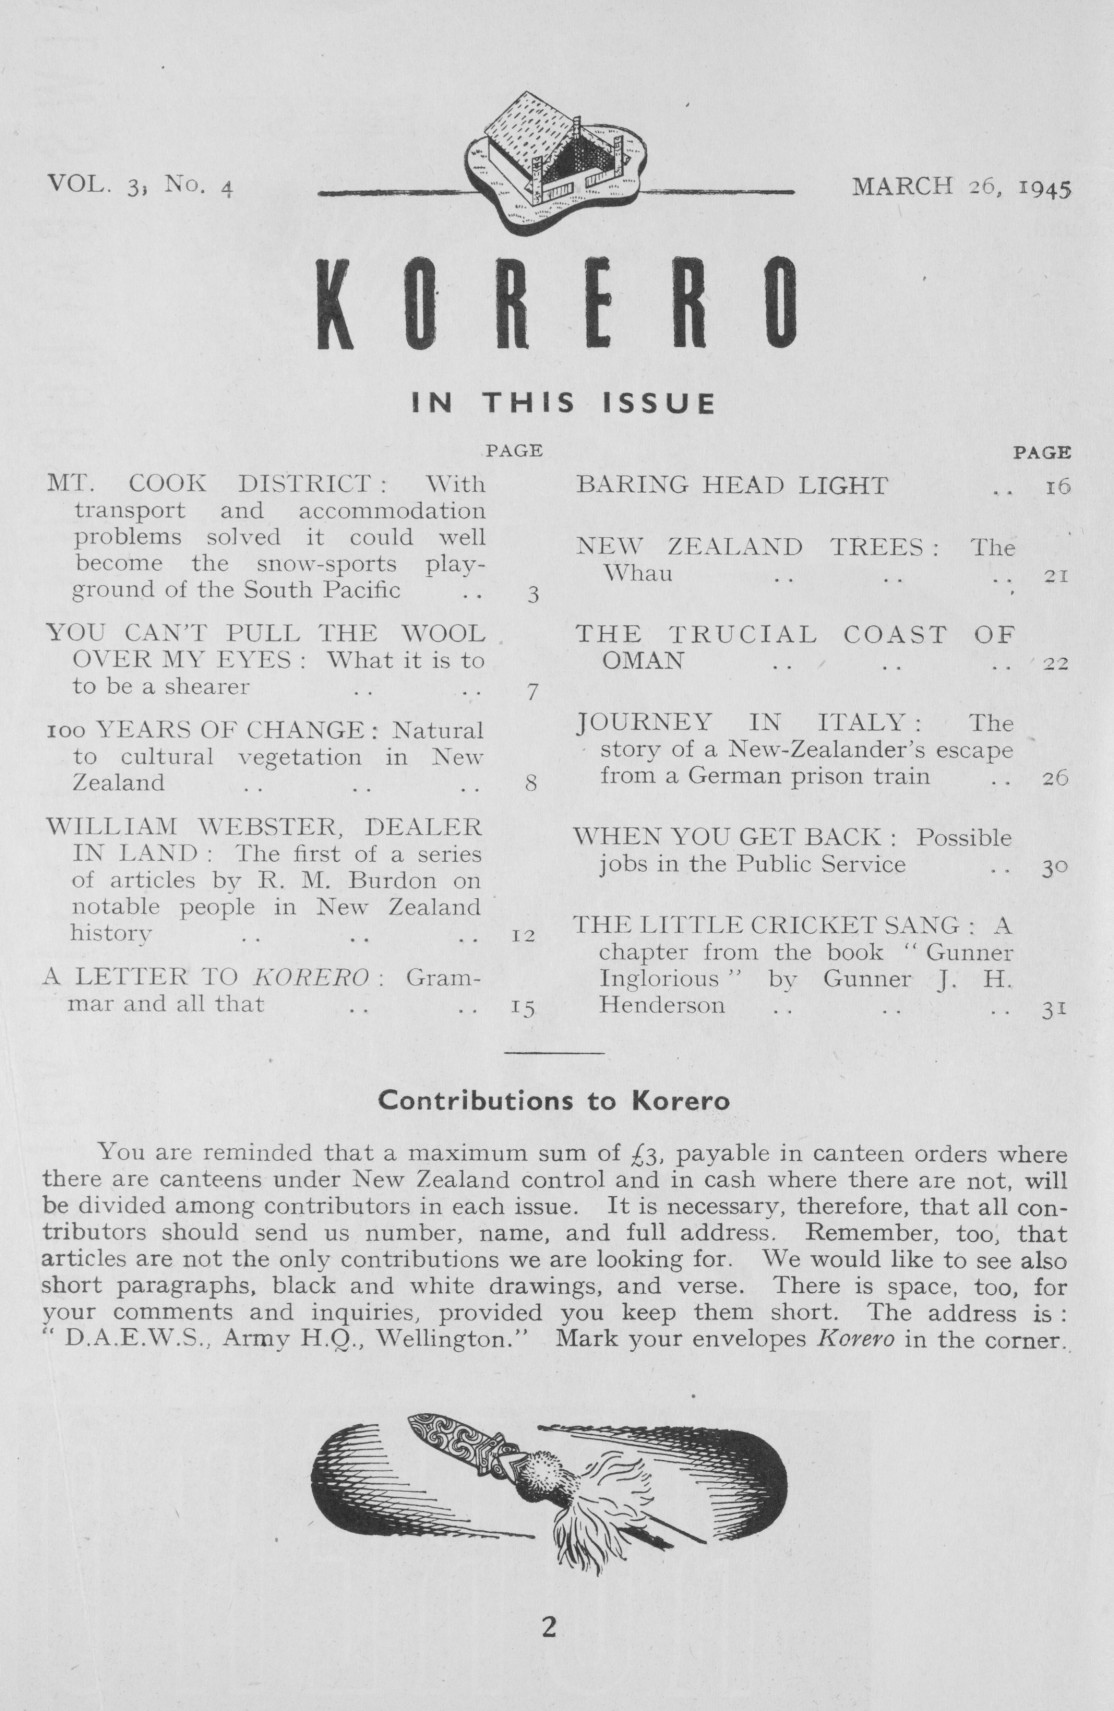 VOL. 3, No. 4
MARCH 26, 1945
KORERO
IN THIS ISSUE
PAGE
MT. COOK DISTRICT : With
transport and accommodation
problems solved it could well
become the snow-sports play-
ground of the South Pacific .. 3
YOU CAN'T PULL THE WOOL
OVER MY EYES : What it is to
to be a shearer .. .. 7
100 YEARS OF CHANGE : Natural
to cultural vegetation in New
Zealand .. .. .. 8
WILLIAM WEBSTER, DEALER
IN LAND : The first of a series
of articles by R. M. Burdon on
notable people in New Zealand
history .. .. .. 12
A LETTER TO KORERO : Gram-
mar and all that .. .. 15
PAGE
BARING HEAD LIGHT .. 16
NEW ZEALAND TREES : The
Whau .. .. .. 21
THE TRUCIAL COAST OF
OMAN .. .. .. 22
JOURNEY IN ITALY : The
story of a New-Zealander's escape
from a German prison train .. 26
WHEN YOU GET BACK : Possible
jobs in the Public Service .. 30
THE LITTLE CRICKET SANG : A
chapter from the book " Gunner
Inglorious " by Gunner J. H.
Henderson .. .. .. 31
Contributions to Korero
You are reminded that a maximum sum of £3, payable in canteen orders where
there are canteens under New Zealand control and in cash where there are not, will
be divided among contributors in each issue. It is necessary, therefore, that all con-
tributors should send us number, name, and full address. Remember, too, that
articles are not the only contributions we are looking for. We would like to see also
short paragraphs, black and white drawings, and verse. There is space, too, for
your comments and inquiries, provided you keep them short. The address is :
" D.A.E.W.S., Army H.Q., Wellington." Mark your envelopes Korero in the corner.
2